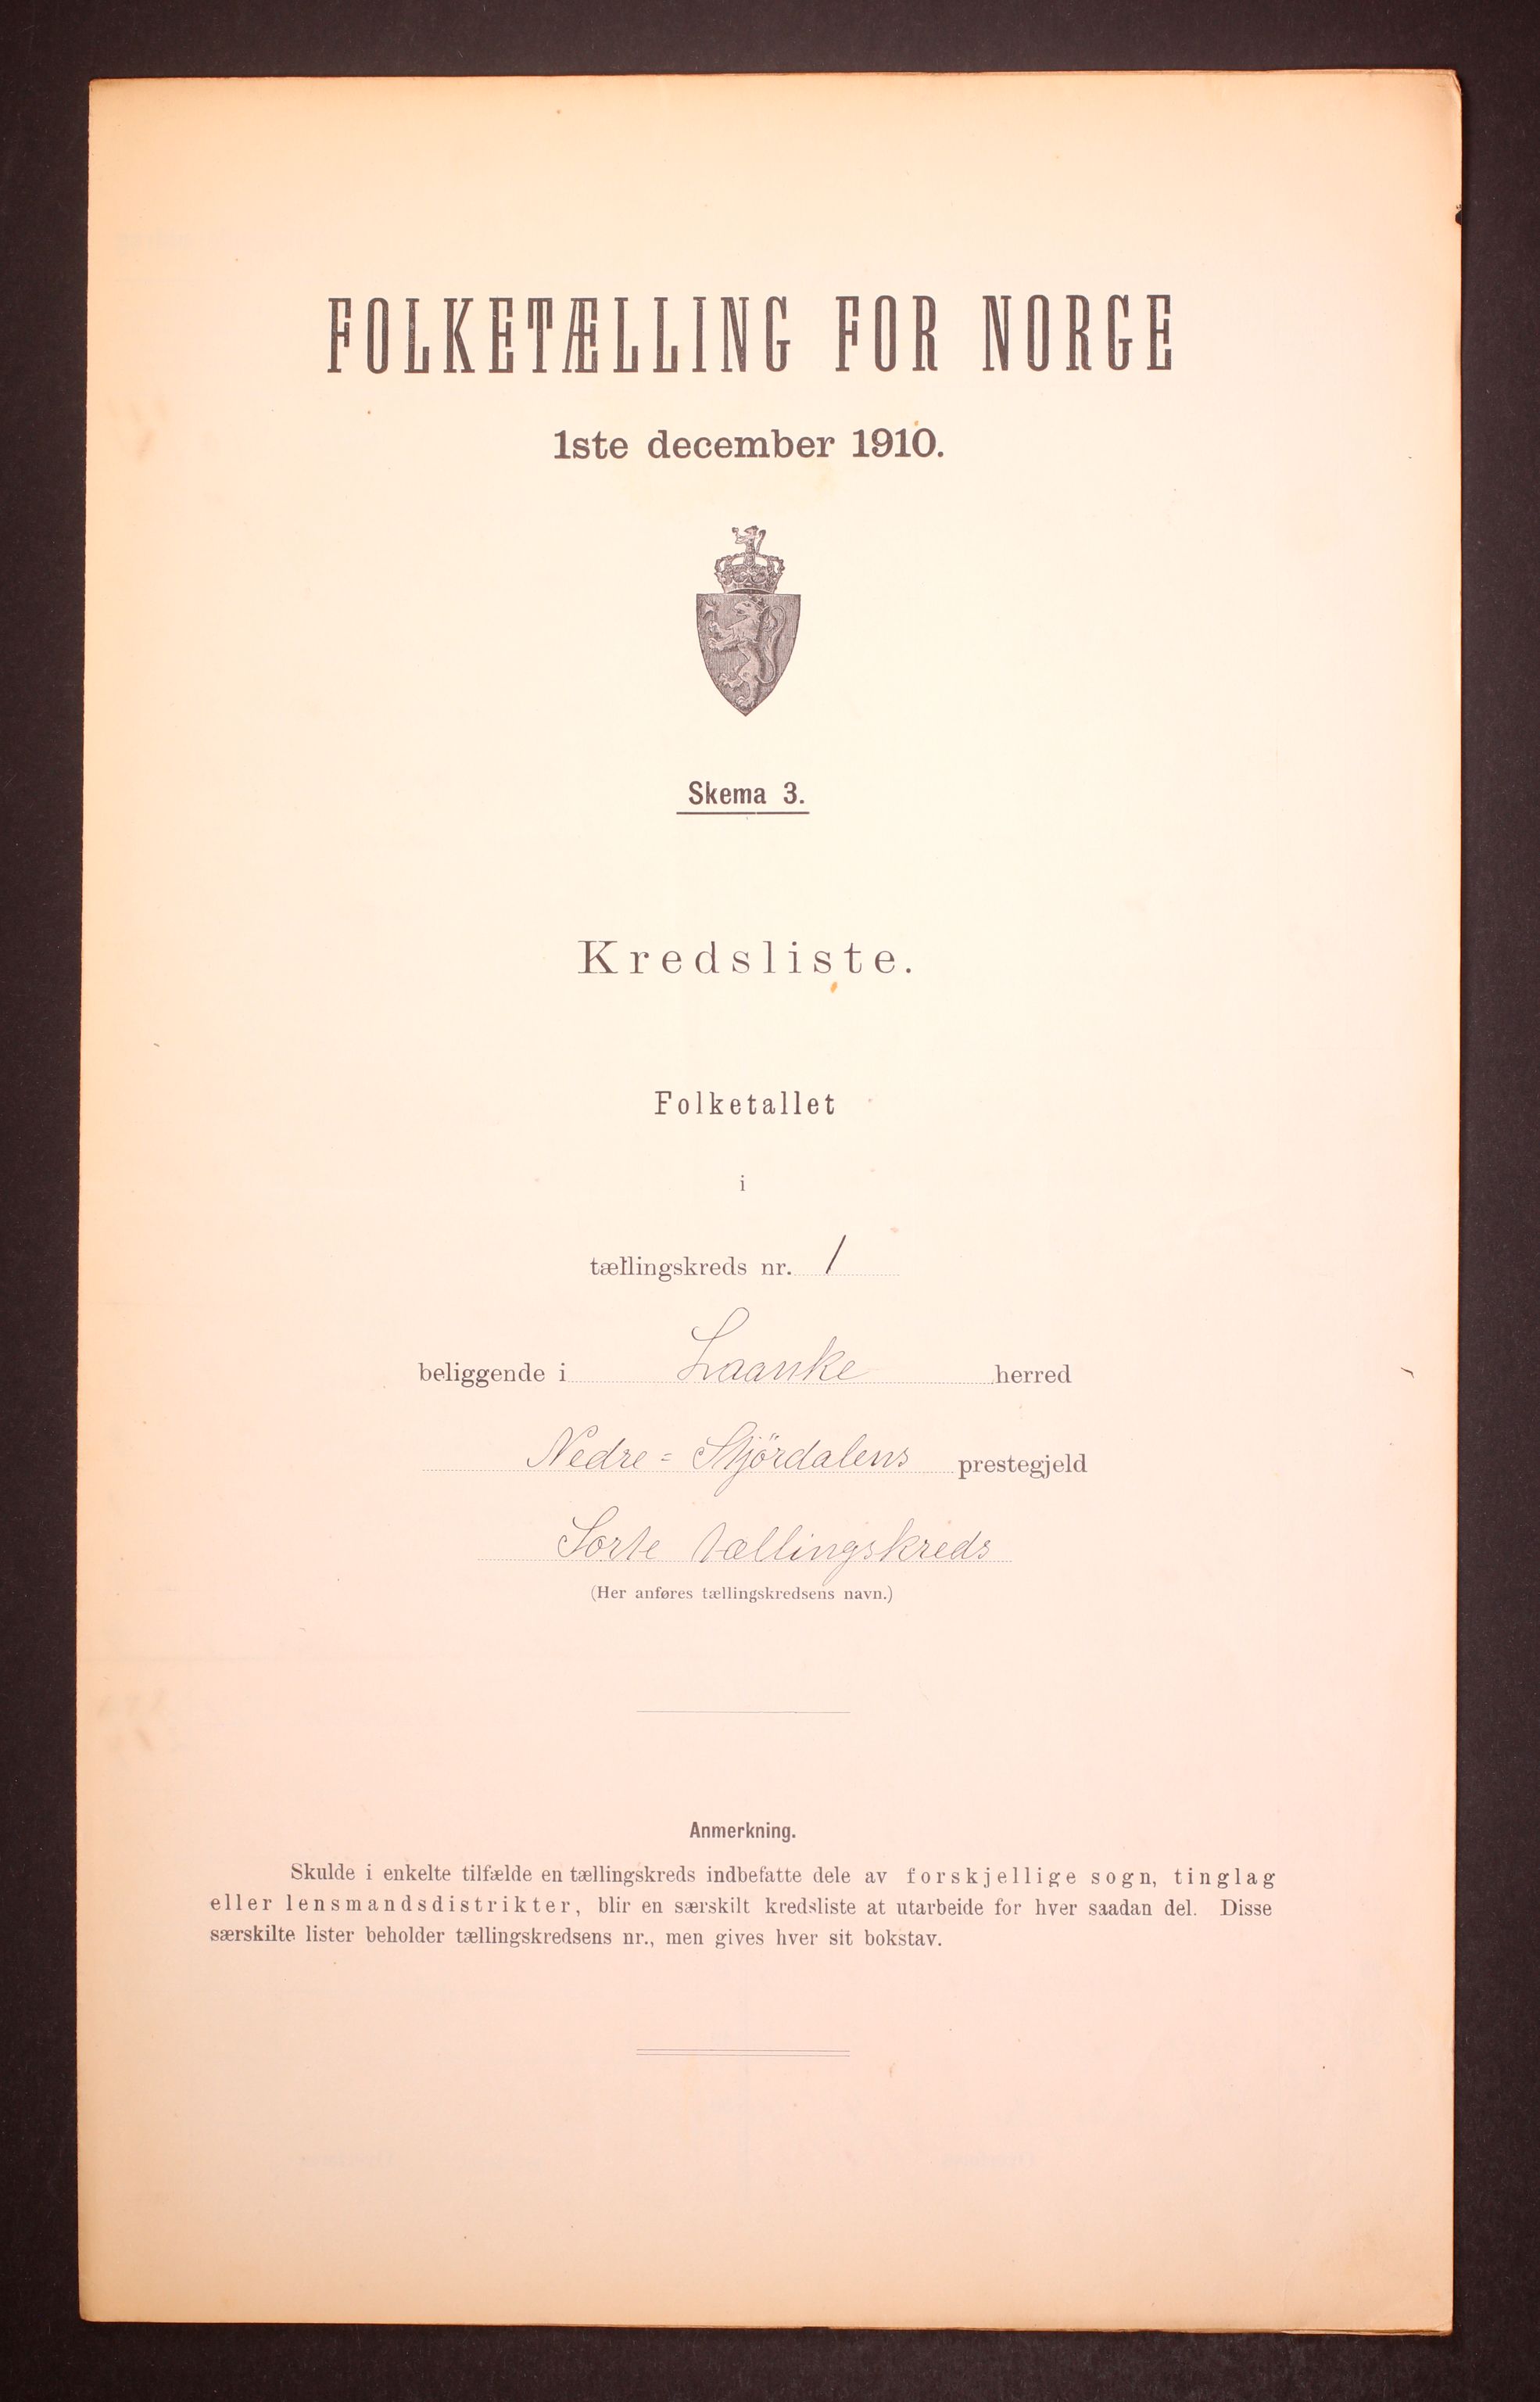 FOLKETÆLLING FOR NORGE
1ste december 1910.
Skema 3.
Kredsliste.
Folketallet
i
tællingskreds nr. 1
beliggende i Laanke herred
Nedre = Stjördalens prestegjeld
Sorte tællingskreds
(Her anføres tællingskredsens navn.)
Anmerkning.
Skulde i enkelte tilfælde en tællingskreds indbefatte dele av forskjellige sogn, tinglag
eller lensmandsdistrikter, blir en særskilt kredsliste at utarbeide for hver saadan del. Disse
særskilte lister beholder tællingskredsens nr., men gives hver sit bokstav.